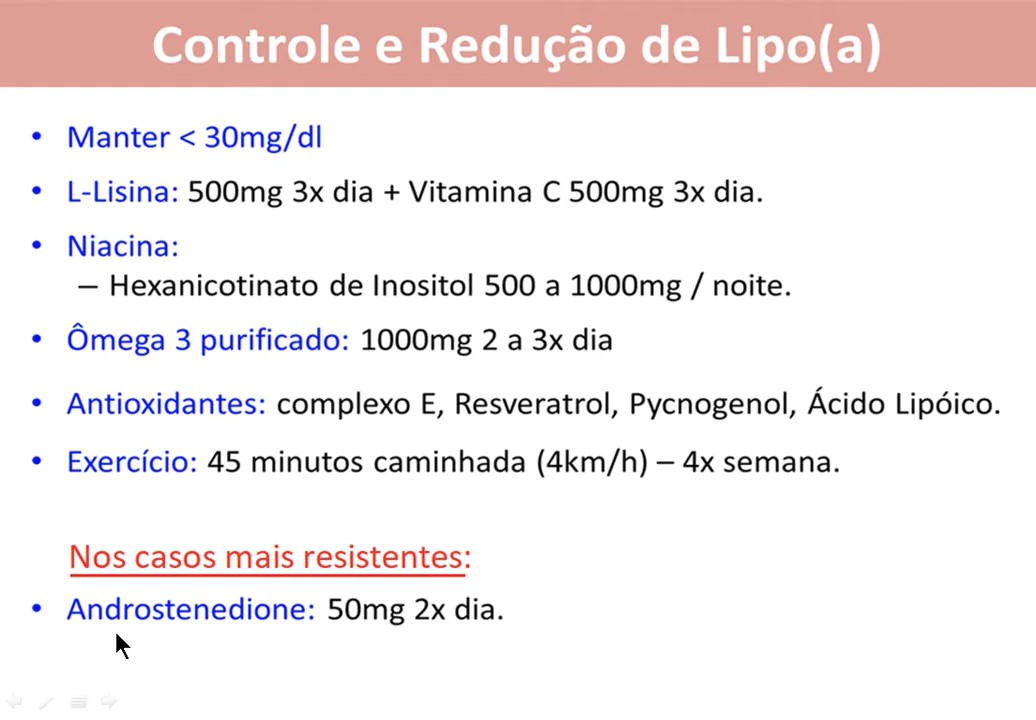 Controle e Redução de Lipo(a)
• Manter < 30mg/dl
• L-Lisina: 500mg 3x dia + Vitamina C 500mg 3x dia.
• Niacina:
– Hexanicotinato de Inositol 500 a 1000mg / noite.
• Ômega 3 purificado: 1000mg 2 a 3x dia
• Antioxidantes: complexo E, Resveratrol, Pycnogenol, Ácido Lipóico.
• Exercício: 45 minutos caminhada (4km/h) – 4x semana.
Nos casos mais resistentes:
• Androstenedione: 50mg 2x dia.